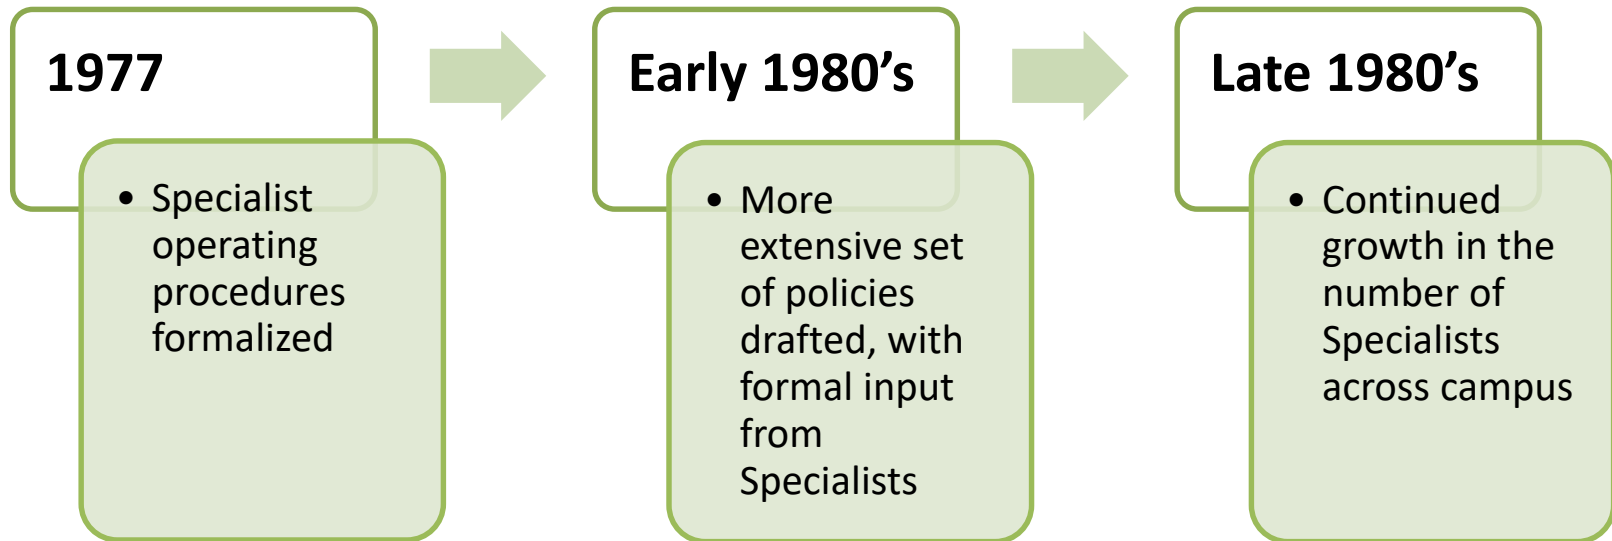 1977
• Specialist
operating
procedures
formalized
Early 1980’s
• More
extensive set
of policies
drafted, with
formal input
from
Specialists
Late 1980’s
• Continued
growth in the
number of
Specialists
across campus